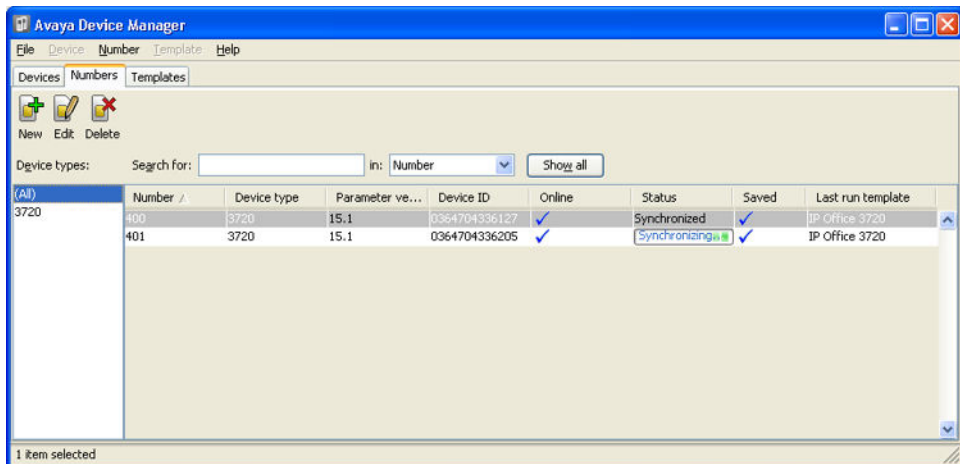 Avaya Device Manager
File Device Number Template Help
Devices Numbers Templates
New Edit Delete
Device types: Search for: in: Number Show all
(All)
3720
Number Device type Parameter ve... Device ID Online Status Saved Last run template
400 3720 15.1 0364704336127 Synchronized IP Office 3720
401 3720 15.1 0364704336205 Synchronizing IP Office 3720
1 item selected